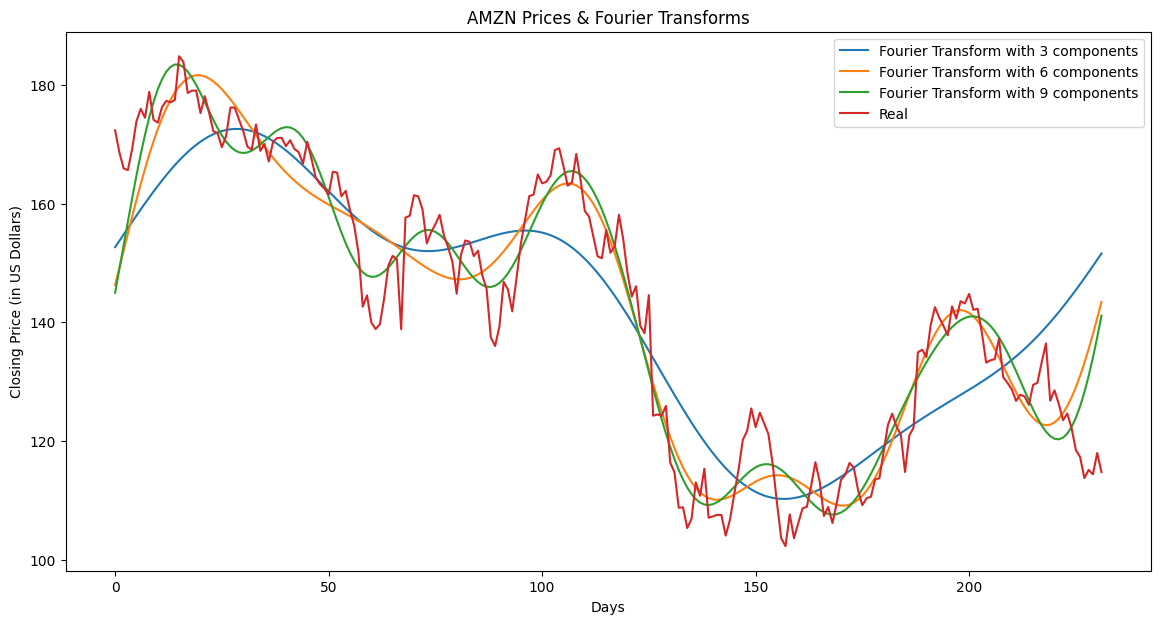 AMZN Prices & Fourier Transforms
Fourier Transform with 3 components
Fourier Transform with 6 components
Fourier Transform with 9 components
Real
Closing Price (in US Dollars)
180
160
140
120
100
0
50
100
150
200
Days